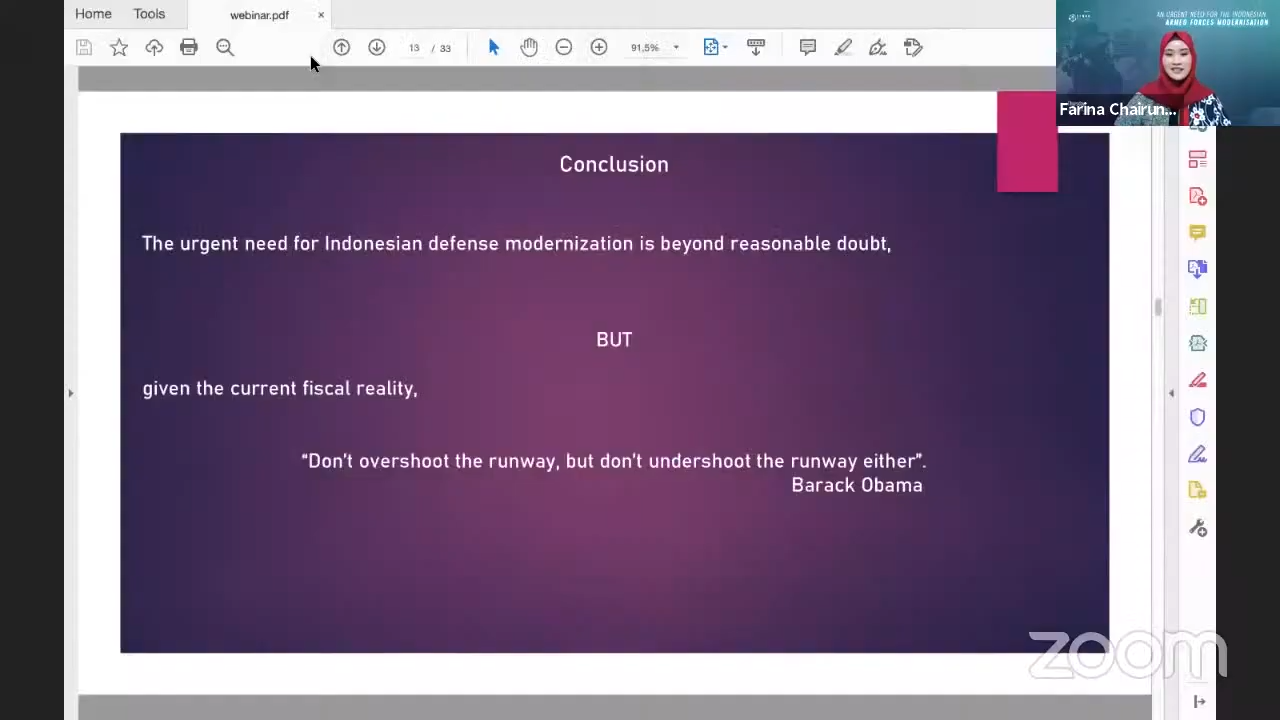 Home Tools webinar.pdf ×
13 / 33 91,5%
AN URGENT NEED FOR THE INDONESIAN
ARMED FORCES MODERNISATION
Farina Chairun...
Conclusion
The urgent need for Indonesian defense modernization is beyond reasonable doubt,
BUT
given the current fiscal reality,
“Don’t overshoot the runway, but don’t undershoot the runway either”.
Barack Obama
zoom